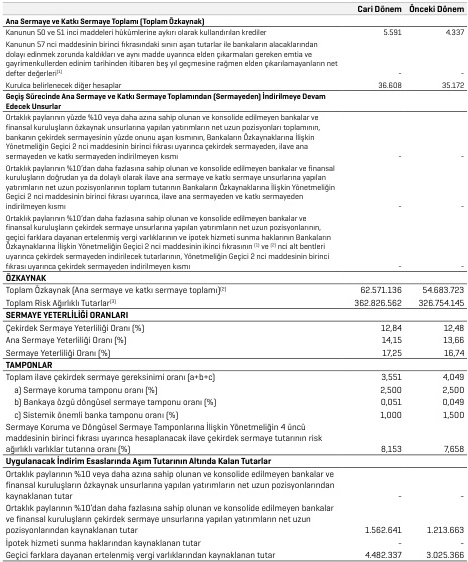 Cari Dönem Önceki Dönem
Ana Sermaye ve Katkı Sermaye Toplamı (Toplam Özkaynak)
Kanunun 50 ve 51 inci maddeleri hükümlerine aykırı olarak kullandırılan krediler 5.591 4.337
Kanunun 57 nci maddesinin birinci fıkrasındaki sınırı aşan tutarlar ile bankaların alacaklarından
dolayı edinmek zorunda kaldıkları ve aynı madde uyarınca elden çıkarmaları gereken emtia ve
gayrimenkullerden edinim tarihinden itibaren beş yıl geçmesine rağmen elden çıkarılamayanların net
defter değerleri(1) - -
Kurulca belirlenecek diğer hesaplar 36.608 35.172
Geçiş Sürecinde Ana Sermaye ve Katkı Sermaye Toplamından (Sermayeden) İndirilmeye Devam
Edecek Unsurlar
Ortaklık paylarının yüzde %10 veya daha azına sahip olunan ve konsolide edilmeyen bankalar ve
finansal kuruluşların özkaynak unsurlarına yapılan yatırımların net uzun pozisyonları toplamının,
bankanın çekirdek sermayesinin yüzde onunu aşan kısmının, Bankaların Özkaynaklarına İlişkin
Yönetmeliğin Geçici 2 nci maddesinin birinci fıkrası uyarınca çekirdek sermayeden, ilave ana
sermayeden ve katkı sermayeden indirilmeyen kısmı - -
Ortaklık paylarının %10'dan daha fazlasına sahip olunan ve konsolide edilmeyen bankalar ve finansal
kuruluşların doğrudan ya da dolaylı olarak ilave ana sermaye ve katkı sermaye unsurlarına yapılan
yatırımların net uzun pozisyonlarının toplam tutarının Bankaların Özkaynaklarına İlişkin Yönetmeliğin
Geçici 2 nci maddesinin birinci fıkrası uyarınca, ilave ana sermayeden ve katkı sermayeden
indirilmeyen kısmı - -
Ortaklık paylarının %10'dan daha fazlasına sahip olunan ve konsolide edilmeyen bankalar ve
finansal kuruluşların çekirdek sermaye unsurlarına yapılan yatırımların net uzun pozisyonlarının,
geçici farklara dayanan ertelenmiş vergi varlıklarının ve ipotek hizmeti sunma haklarının Bankaların
Özkaynaklarına İlişkin Yönetmeliğin Geçici 2 nci maddesinin ikinci fıkrasının (1) ve (2) nci alt bentleri
uyarınca çekirdek sermayeden indirilecek tutarlarının, Yönetmeliğin Geçici 2 nci maddesinin birinci
fıkrası uyarınca çekirdek sermayeden indirilmeyen kısmı - -
ÖZKAYNAK
Toplam Özkaynak (Ana sermaye ve katkı sermaye toplamı)(2) 62.571.136 54.683.723
Toplam Risk Ağırlıklı Tutarlar(3) 362.826.562 326.754.145
SERMAYE YETERLİLİĞİ ORANLARI
Çekirdek Sermaye Yeterliliği Oranı (%) 12,84 12,48
Ana Sermaye Yeterliliği Oranı (%) 14,15 13,66
Sermaye Yeterliliği Oranı (%) 17,25 16,74
TAMPONLAR
Toplam ilave çekirdek sermaye gereksinimi oranı (a+b+c) 3,551 4,049
a) Sermaye koruma tamponu oranı (%) 2,500 2,500
b) Bankaya özgü döngüsel sermaye tamponu oranı (%) 0,051 0,049
c) Sistemik önemli banka tamponu oranı (%) 1,000 1,500
Sermaye Koruma ve Döngüsel Sermaye Tamponlarına İlişkin Yönetmeliğin 4 üncü
maddesinin birinci fıkrası uyarınca hesaplanacak ilave çekirdek sermaye tutarının risk
ağırlıklı varlıklar tutarına oranı (%) 8,153 7,658
Uygulanacak İndirim Esaslarında Aşım Tutarının Altında Kalan Tutarlar
Ortaklık paylarının %10 veya daha azına sahip olunan ve konsolide edilmeyen bankalar ve
finansal kuruluşların özkaynak unsurlarına yapılan yatırımların net uzun pozisyonlarından
kaynaklanan tutar - -
Ortaklık paylarının %10'dan daha fazlasına sahip olunan ve konsolide edilmeyen bankalar
ve finansal kuruluşların çekirdek sermaye unsurlarına yapılan yatırımların net uzun
pozisyonlarından kaynaklanan tutar 1.562.641 1.213.663
İpotek hizmeti sunma haklarından kaynaklanan tutar - -
Geçici farklara dayanan ertelenmiş vergi varlıklarından kaynaklanan tutar 4.482.337 3.025.366